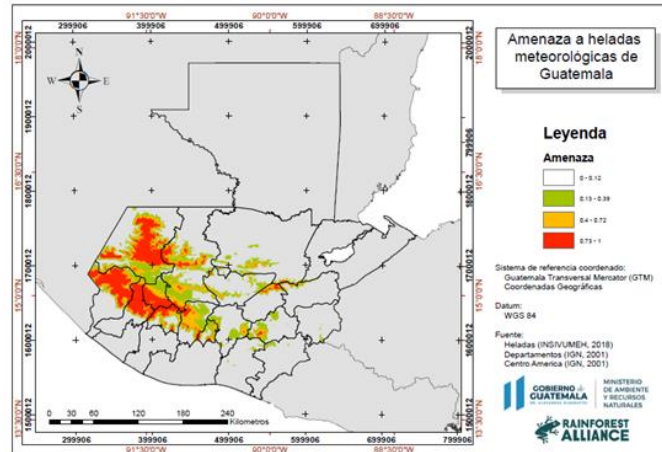 91°30'0"W 90°0'0"W 88°30'0"W
299906 399906 499906 599906 699906
Amenaza a heladas
meteorológicas de
Guatemala
N
W E
S
Leyenda
Amenaza
0 - 0.12
0.13 - 0.39
0.4 - 0.72
0.73 - 1
Sistema de referencia coordenado:
Guatemala Transversal Mercator (GTM)
Coordenadas Geográficas
Datum:
WGS 84
Fuente:
Heladas (INSIVUMEH, 2018)
Departamentos (IGN, 2001)
Centro America (IGN, 2001)
GOBIERNO de
GUATEMALA
MINISTERIO
DE AMBIENTE
Y RECURSOS
NATURALES
RAINFOREST
ALLIANCE
18°0'0"N 2000012
1900012
16°30'0"N 1800012
1700012
15°0'0"N 1600012
13°30'0"N 1500012
0 30 60 120 180 240
Kilometros
299906 399906 499906 599906 699906 799906
91°30'0"W 90°0'0"W 88°30'0"W